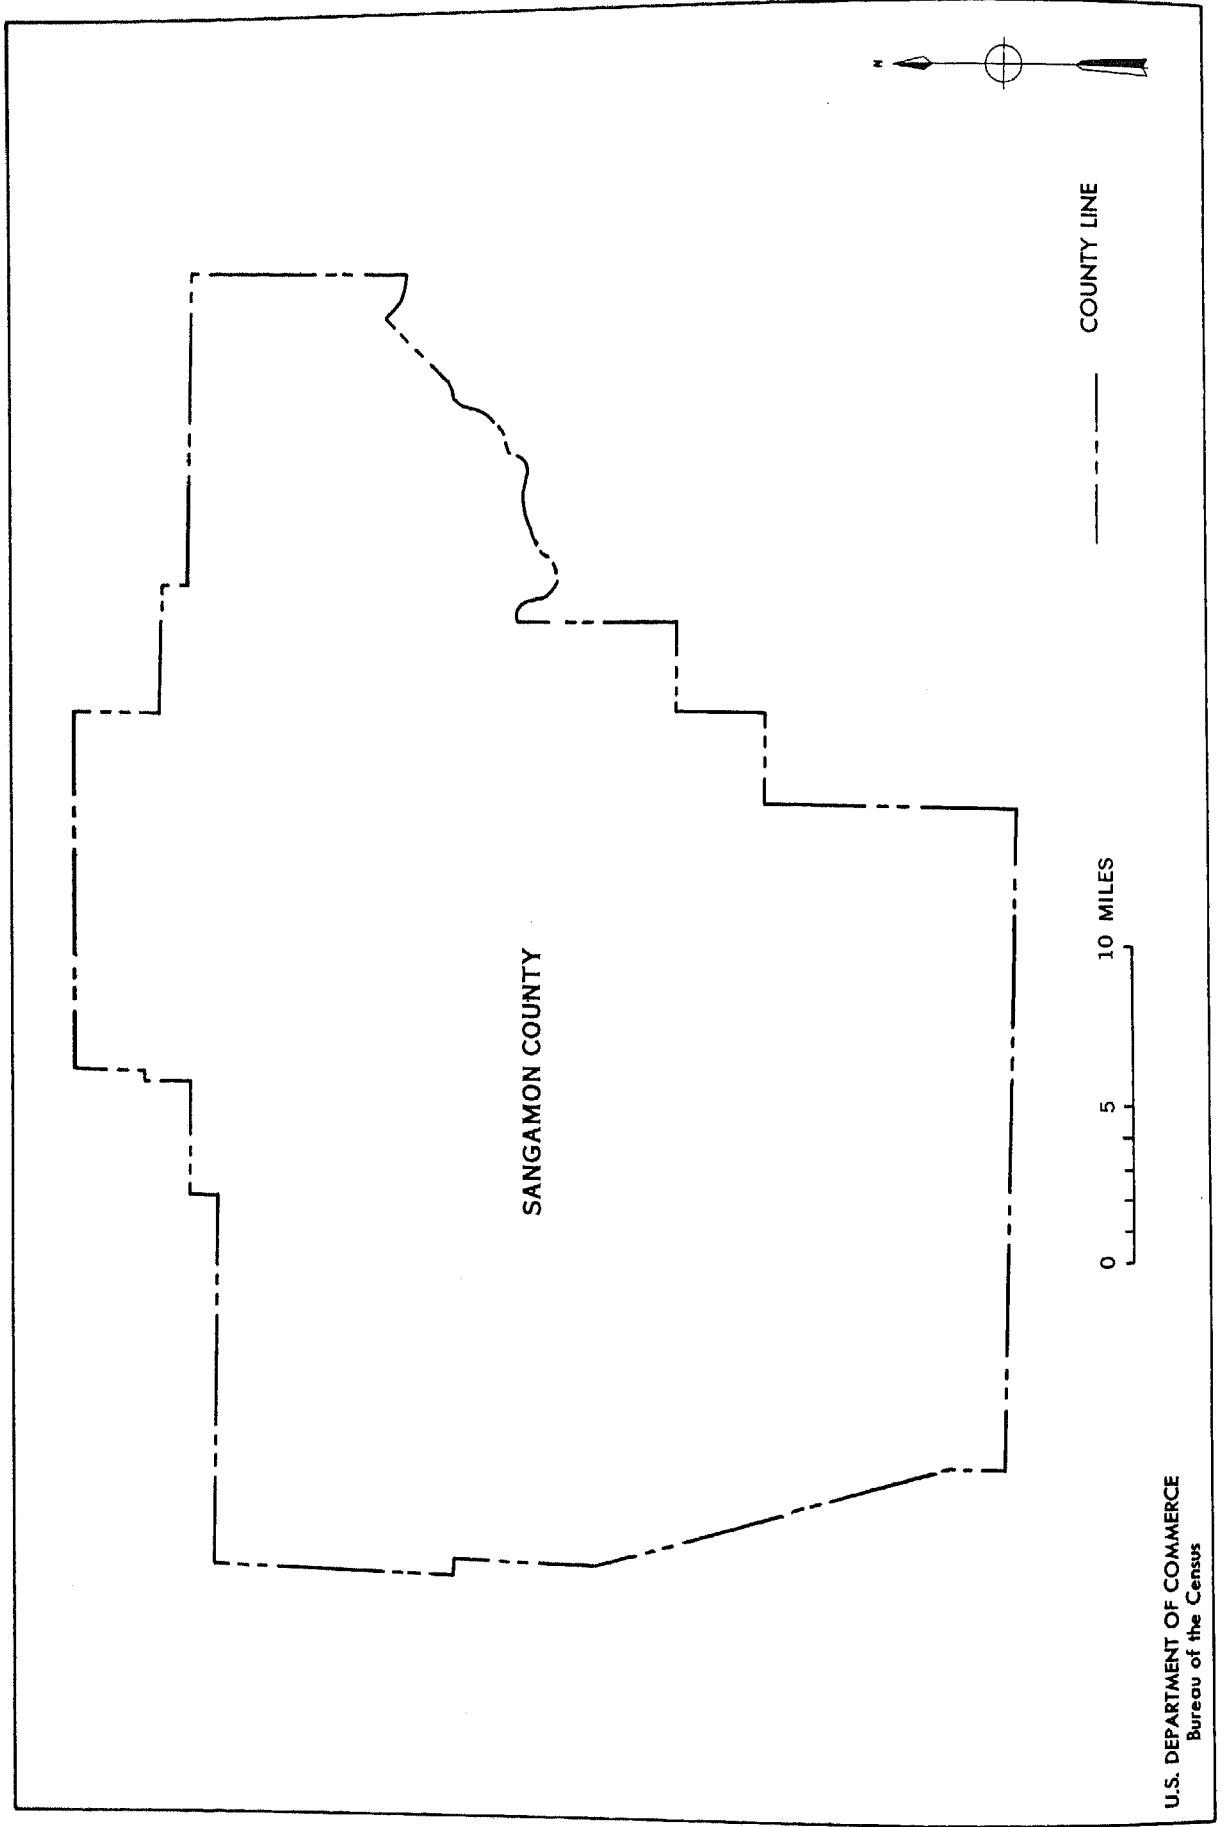 N
SANGAMON COUNTY
COUNTY LINE
0 5 10 MILES
U.S. DEPARTMENT OF COMMERCE
Bureau of the Census